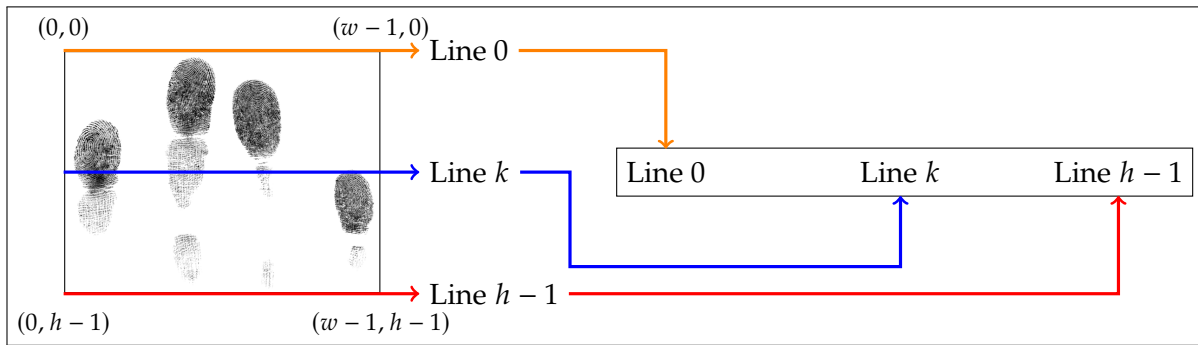 (0, 0) (w − 1, 0)
Line 0
Line k
Line 0 Line k Line h − 1
Line h − 1
(0, h − 1) (w − 1, h − 1)